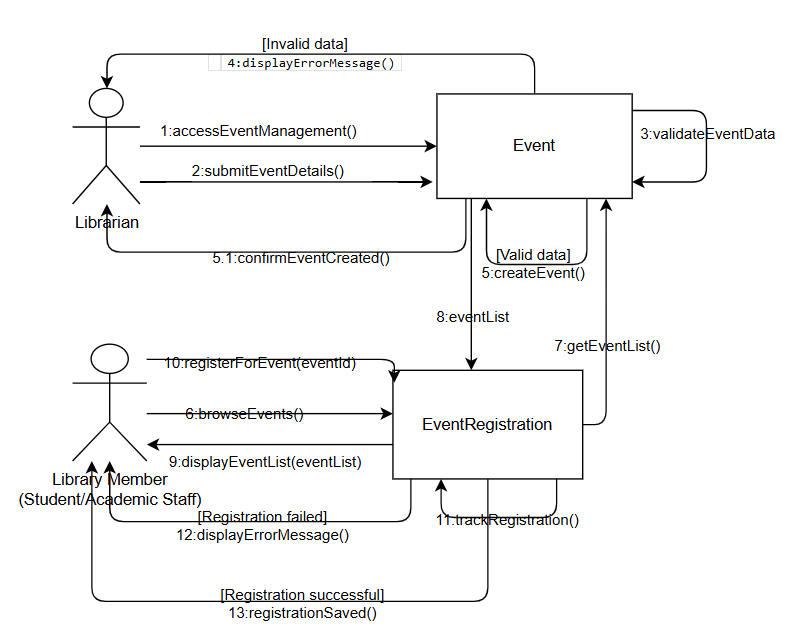 [Invalid data]
4:displayErrorMessage()
1:accessEventManagement()
Event
3:validateEventData
2:submitEventDetails()
Librarian
5.1:confirmEventCreated()
[Valid data]
5:createEvent()
8:eventList
7:getEventList()
10:registerForEvent(eventId)
6:browseEvents()
EventRegistration
9:displayEventList(eventList)
Library Member
(Student/Academic Staff)
[Registration failed]
11:trackRegistration()
12:displayErrorMessage()
[Registration successful]
13:registrationSaved()